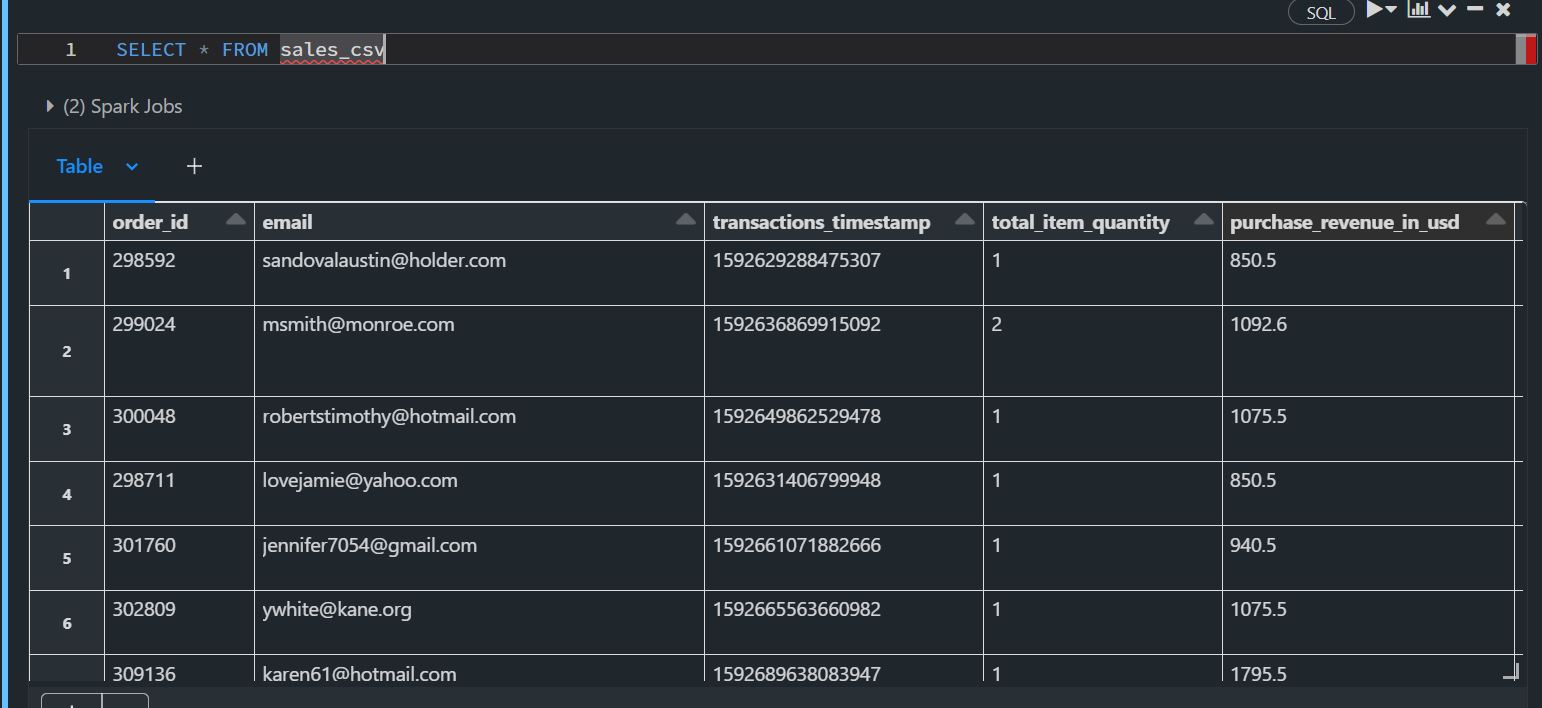 SQL
1 SELECT * FROM sales_csv
(2) Spark Jobs
Table +
order_id email transactions_timestamp total_item_quantity purchase_revenue_in_usd
1 298592 sandovalaustin@holder.com 1592629288475307 1 850.5
2 299024 msmith@monroe.com 1592636869915092 2 1092.6
3 300048 robertstimothy@hotmail.com 1592649862529478 1 1075.5
4 298711 lovejamie@yahoo.com 1592631406799948 1 850.5
5 301760 jennifer7054@gmail.com 1592661071882666 1 940.5
6 302809 ywhite@kane.org 1592665563660982 1 1075.5
309136 karen61@hotmail.com 1592689638083947 1 1795.5